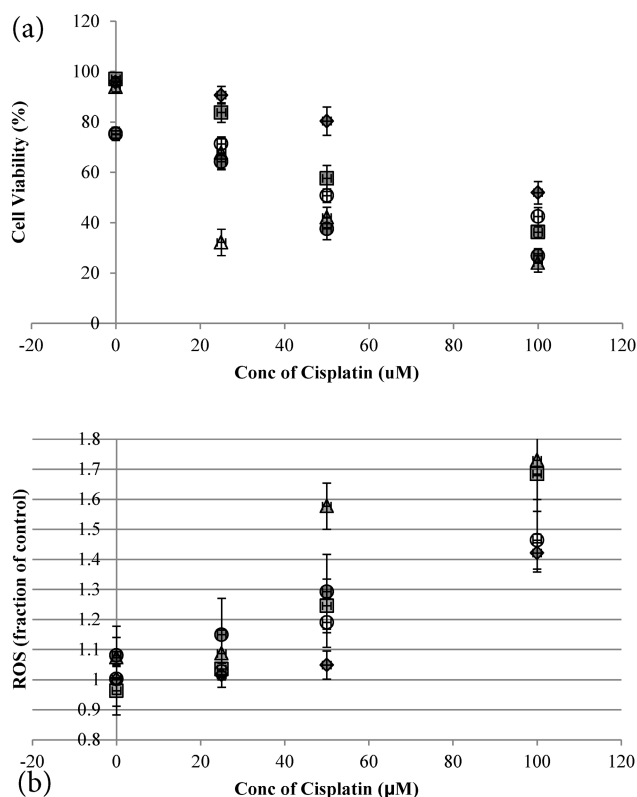 (a)
120
100
80
60
40
20
0
Cell Viability (%)
-20 0 20 40 60 80 100 120
Conc of Cisplatin (uM)
1.8
1.7
1.6
1.5
1.4
1.3
1.2
1.1
1
0.9
0.8
ROS (fraction of control)
-20 0 20 40 60 80 100 120
(b)
Conc of Cisplatin (μM)